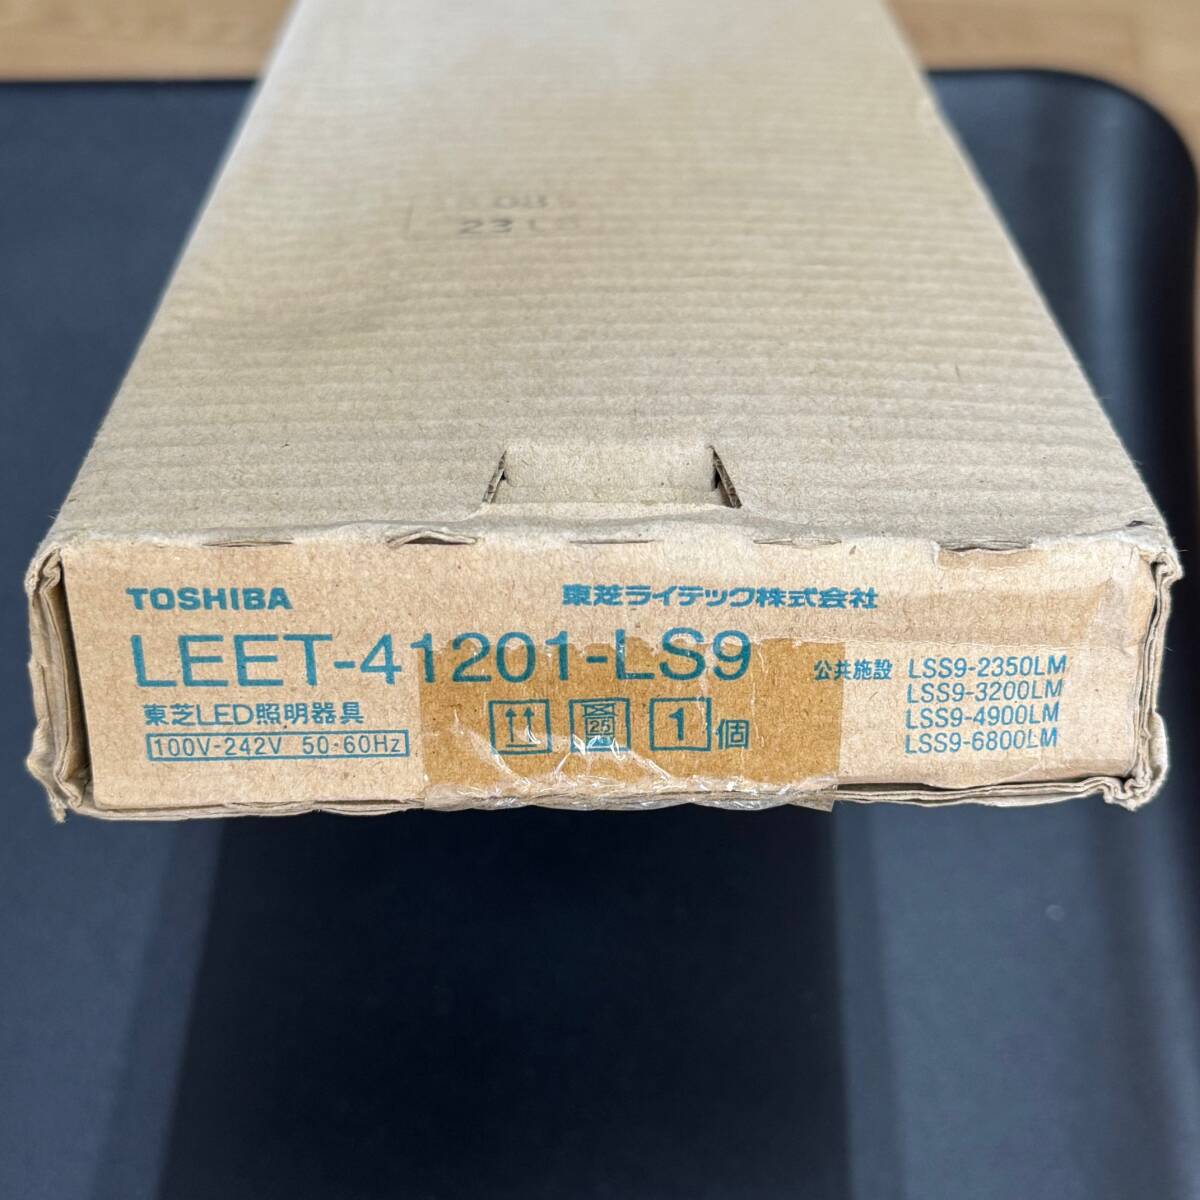 23
TOSHIBA
東芝ライテック株式会社
LEET-41201-LS9
公共施設 LSS9-2350LM
LSS9-3200LM
LSS9-4900LM
LSS9-6800LM
東芝LED照明器具
100V-242V 50·60Hz
25
1個